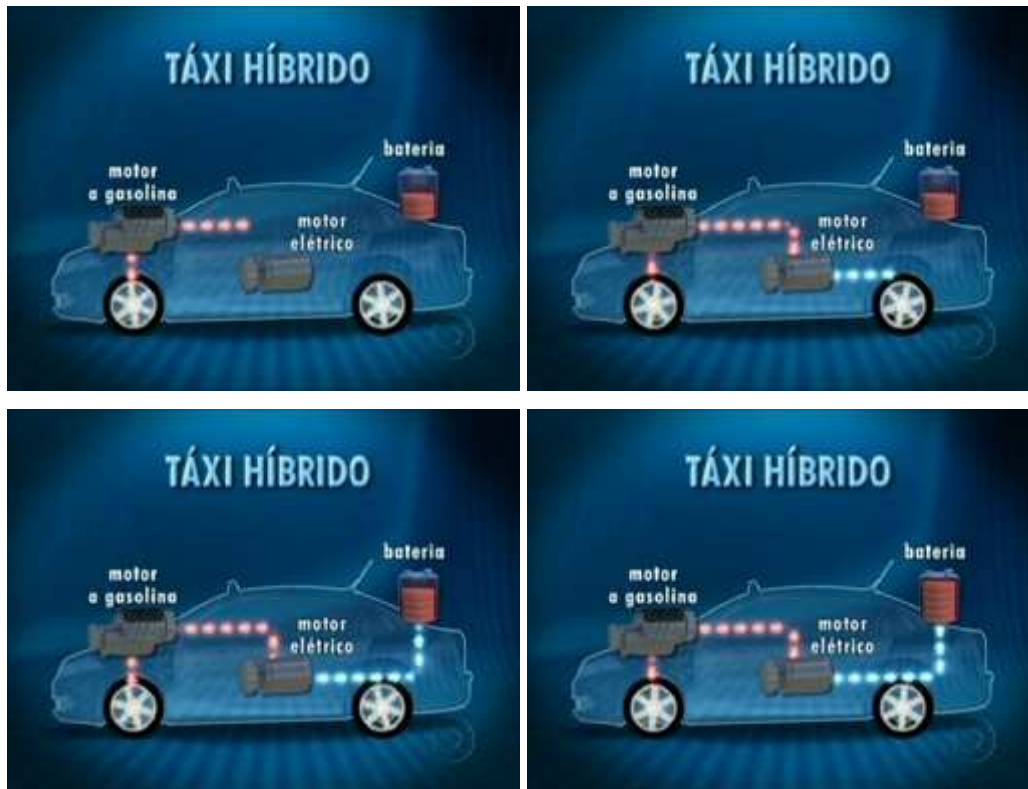 TÁXI HÍBRIDO
bateria
motor
a gasolina
motor
elétrico
TÁXI HÍBRIDO
bateria
motor
a gasolina
motor
elétrico
TÁXI HÍBRIDO
bateria
motor
a gasolina
motor
elétrico
TÁXI HÍBRIDO
bateria
motor
a gasolina
motor
elétrico